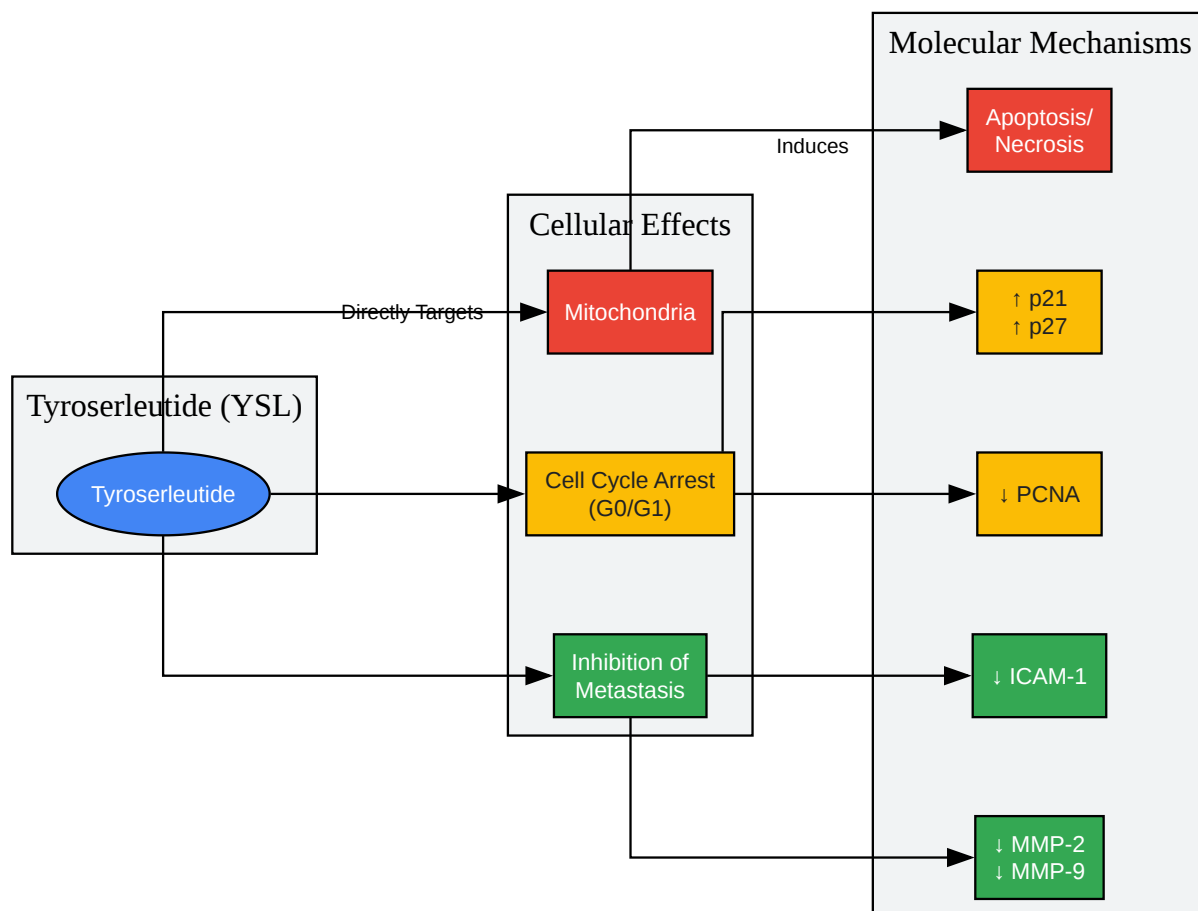 Molecular Mechanisms
Apoptosis/
Necrosis
Induces
Cellular Effects
Directly Targets
Mitochondria
↑ p21
↑ p27
Tyroserleutide (YSL)
Tyroserleutide
Cell Cycle Arrest
(G0/G1)
↓ PCNA
Inhibition of
Metastasis
↓ ICAM-1
↓ MMP-2
↓ MMP-9